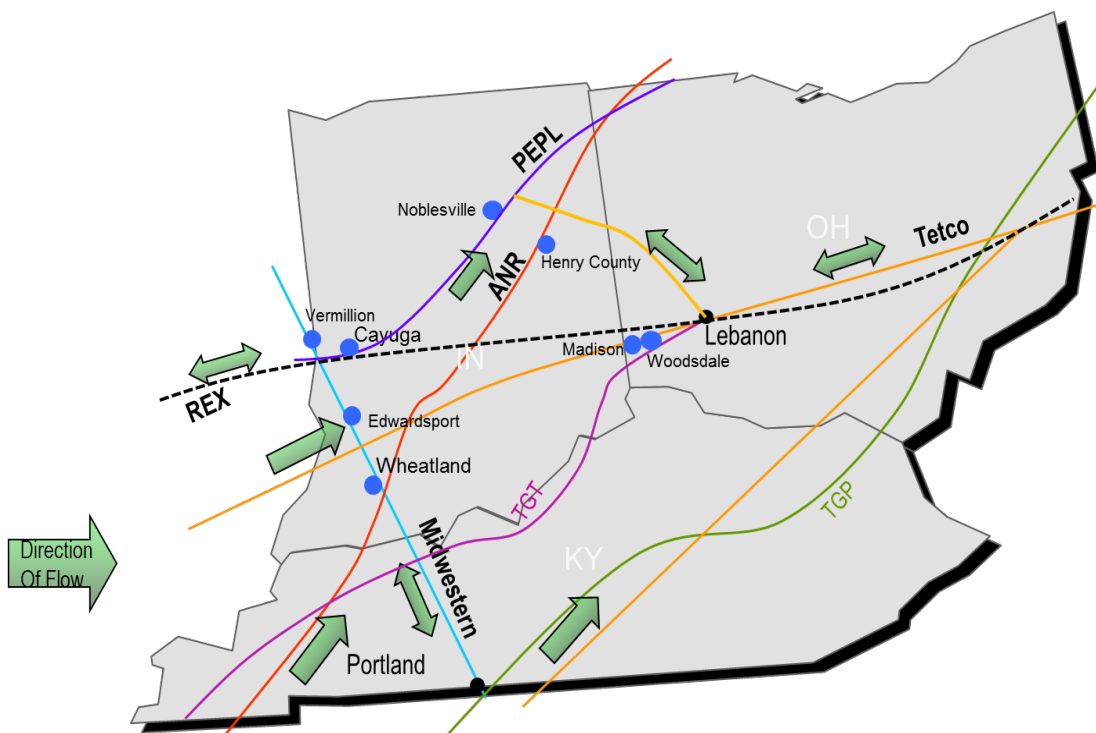 PEPL
Noblesville
OH
Tetco
Henry County
ANR
Vermillion
Cayuga
Lebanon
Madison
Woodsdale
IN
REX
Edwardsport
Wheatland
TGT
TGP
Direction
Of Flow
Midwestern
KY
Portland